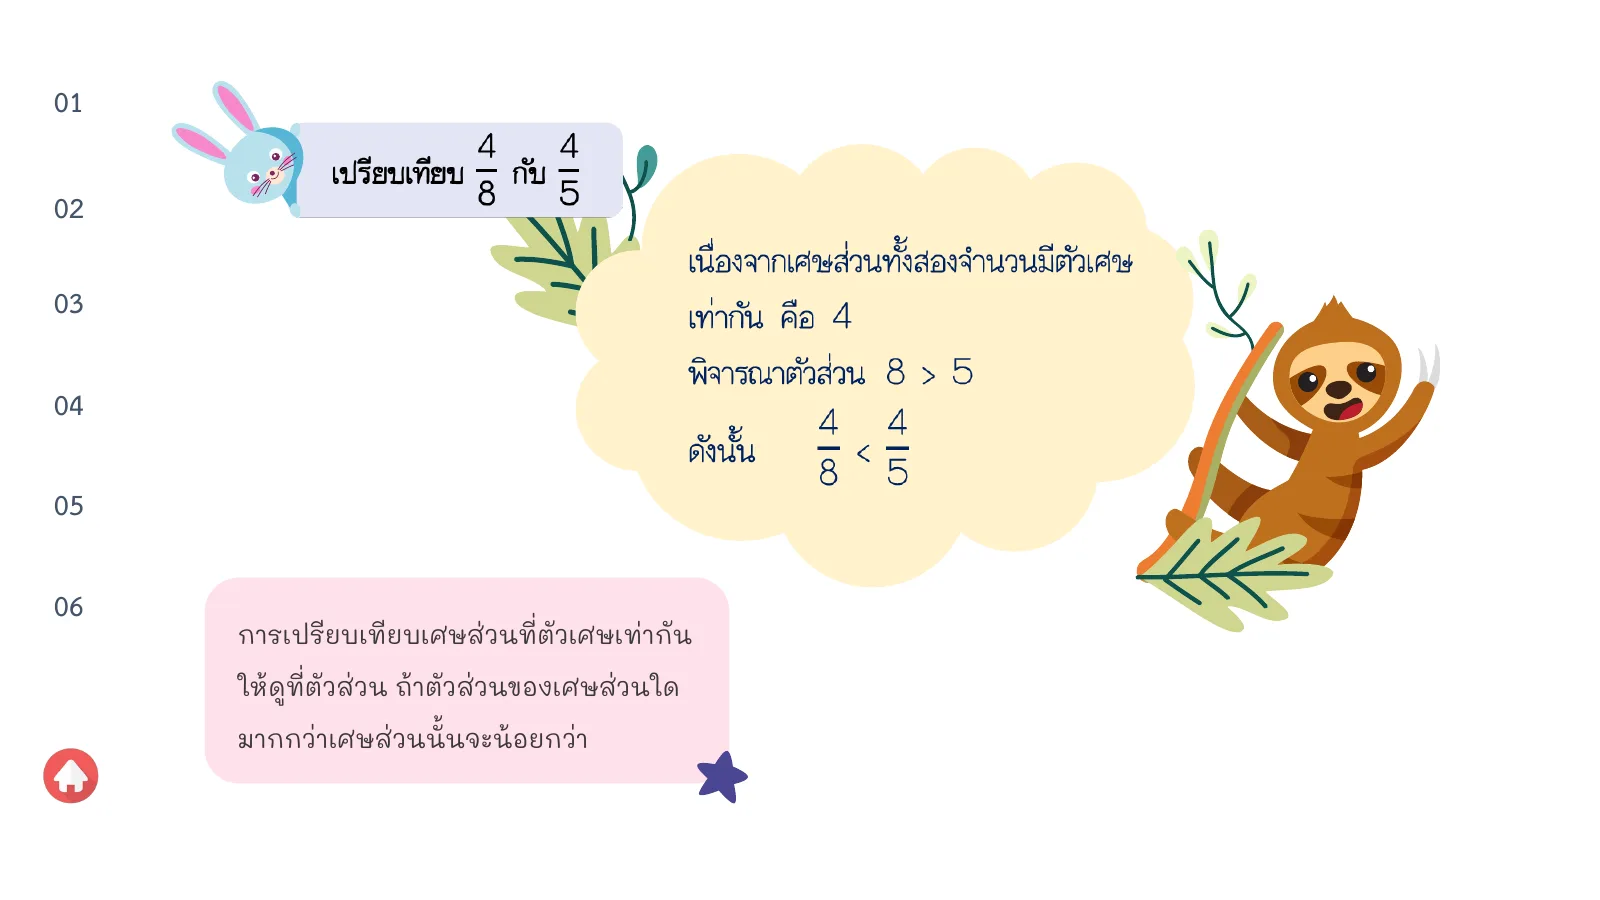 01
02
03
04
05
06
เปรียบเทียบ 4/8 กับ 4/5
เนื่องจากเศษส่วนทั้งสองจำนวนมีตัวเศษ
เท่ากัน คือ 4
พิจารณาตัวส่วน 8 > 5
ดังนั้น 4/8 < 4/5
การเปรียบเทียบเศษส่วนที่ตัวเศษเท่ากัน
ให้ดูที่ตัวส่วน ถ้าตัวส่วนของเศษส่วนใด
มากกว่าเศษส่วนนั้นจะน้อยกว่า